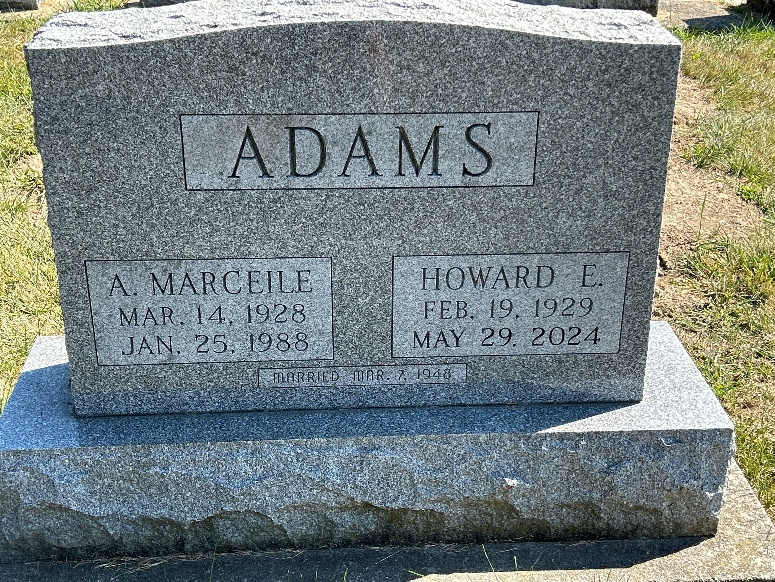 ADAMS
A. MARCEILE
MAR. 14, 1928
JAN. 25, 1988
HOWARD E.
FEB. 19, 1929
MAY 29. 2024
MARRIED MAR. 7, 1948